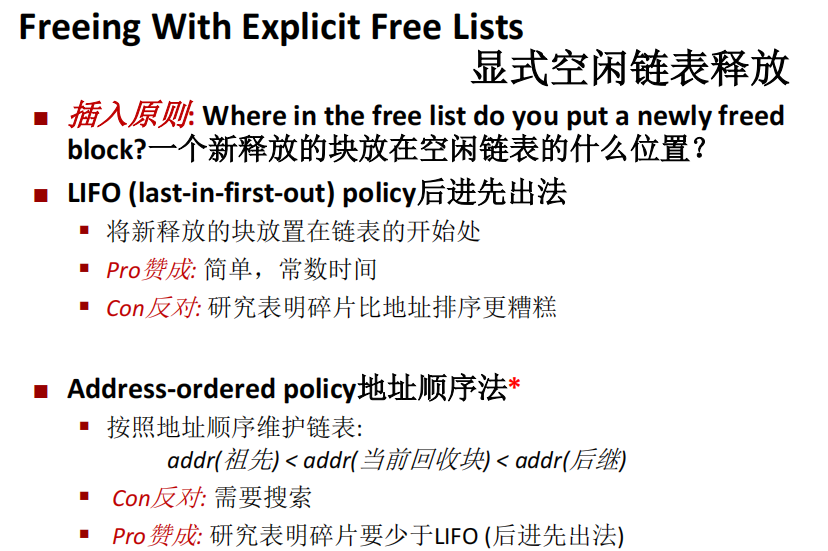 Freeing With Explicit Free Lists
显式空闲链表释放
插入原则: Where in the free list do you put a newly freed
block?一个新释放的块放在空闲链表的什么位置？
LIFO (last-in-first-out) policy后进先出法
将新释放的块放置在链表的开始处
Pro赞成: 简单，常数时间
Con反对: 研究表明碎片比地址排序更糟糕
Address-ordered policy地址顺序法*
按照地址顺序维护链表:
addr(祖先) < addr(当前回收块) < addr(后继)
Con反对: 需要搜索
Pro赞成: 研究表明碎片要少于LIFO (后进先出法)